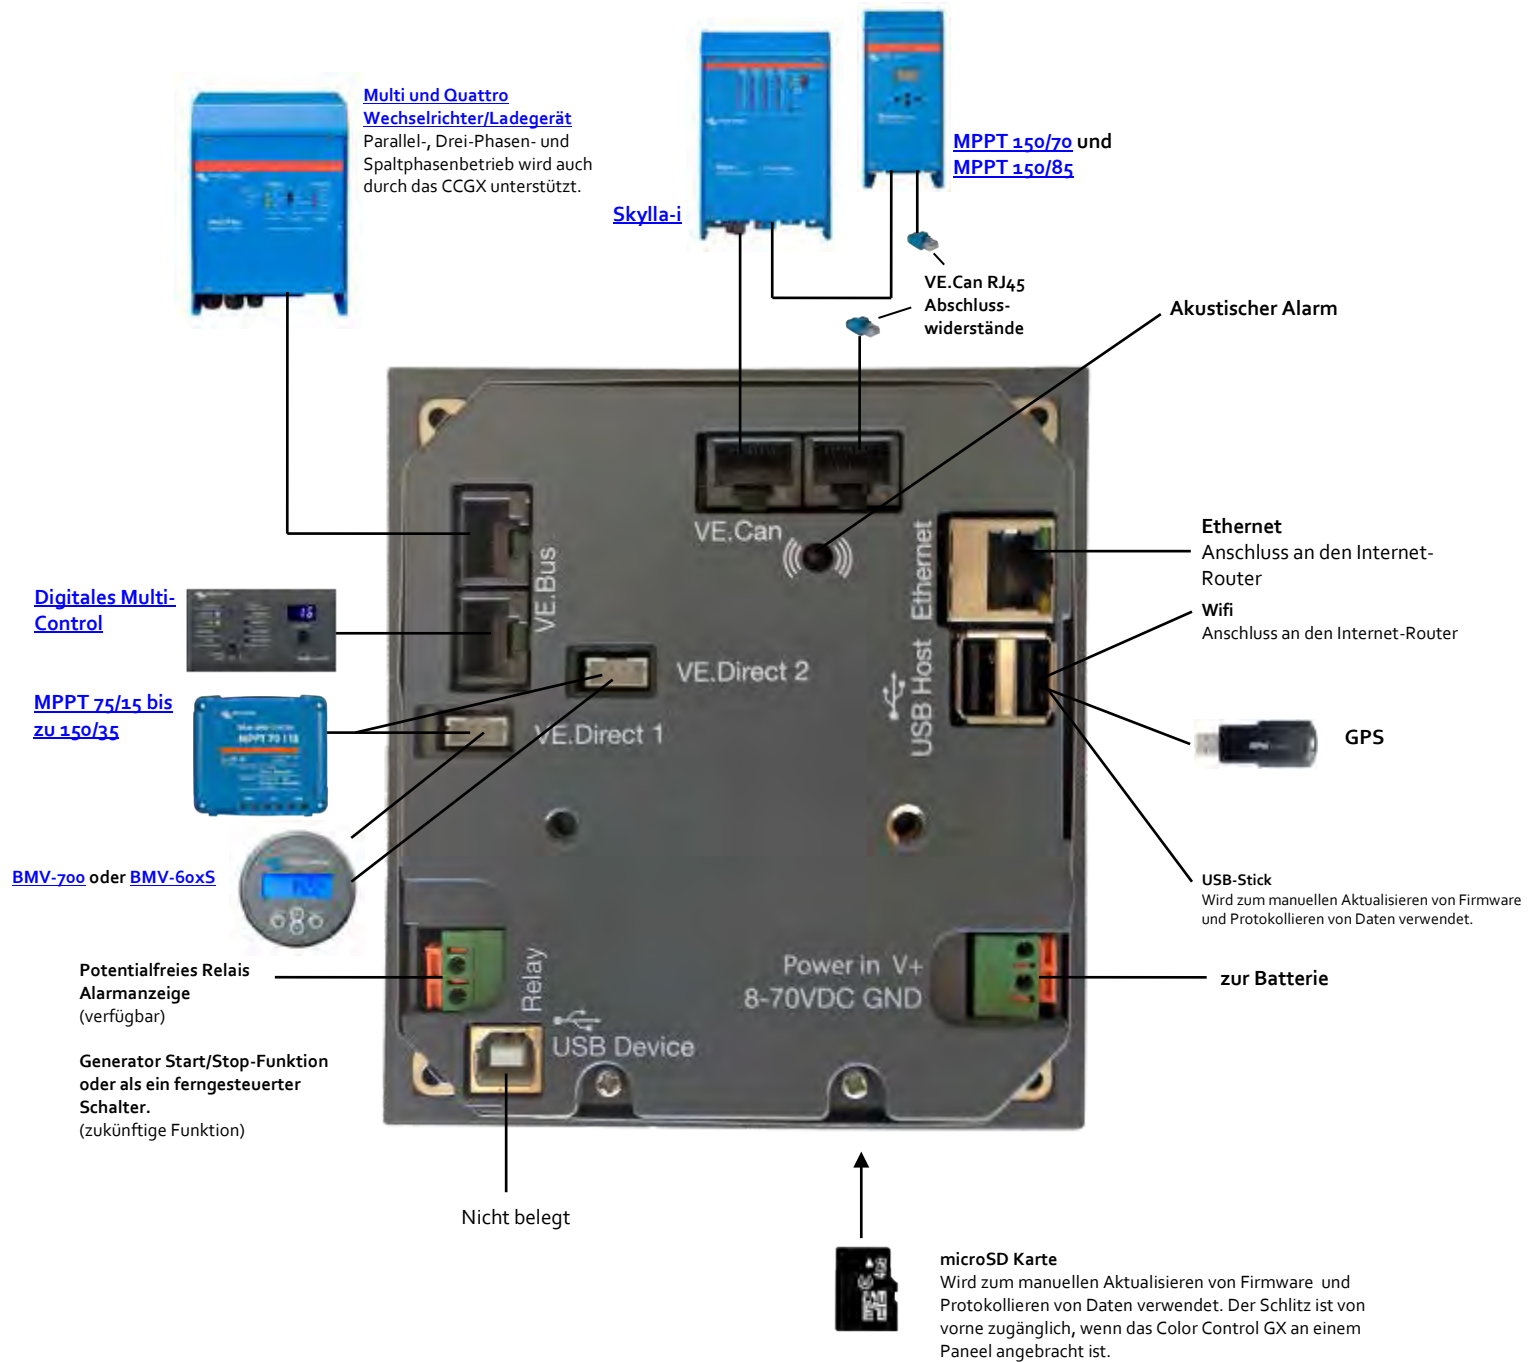 Multi und Quattro
Wechselrichter/Ladegerät
Parallel-, Drei-Phasen- und
Spaltphasenbetrieb wird auch
durch das CCGX unterstützt.
Skylla-i
MPPT 150/70 und
MPPT 150/85
VE.Can RJ45
Abschluss-
widerstände
Akustischer Alarm
VE.Can
VE.Bus
Ethernet
Ethernet
Anschluss an den Internet-
Router
Wifi
Anschluss an den Internet-Router
Digitales Multi-
Control
VE.Direct 2
USB Host
MPPT 75/15 bis
zu 150/35
MPPT 70 | 15
VE.Direct 1
GPS
BMV-700 oder BMV-60xS
USB-Stick
Wird zum manuellen Aktualisieren von Firmware
und Protokollieren von Daten verwendet.
Potentialfreies Relais
Alarmanzeige
(verfügbar)
Relay
Power in V+
8-70VDC GND
zur Batterie
USB Device
Generator Start/Stop-Funktion
oder als ein ferngesteuerter
Schalter.
(zukünftige Funktion)
Nicht belegt
microSD Karte
Wird zum manuellen Aktualisieren von Firmware und
Protokollieren von Daten verwendet. Der Schlitz ist von
vorne zugänglich, wenn das Color Control GX an einem
Paneel angebracht ist.